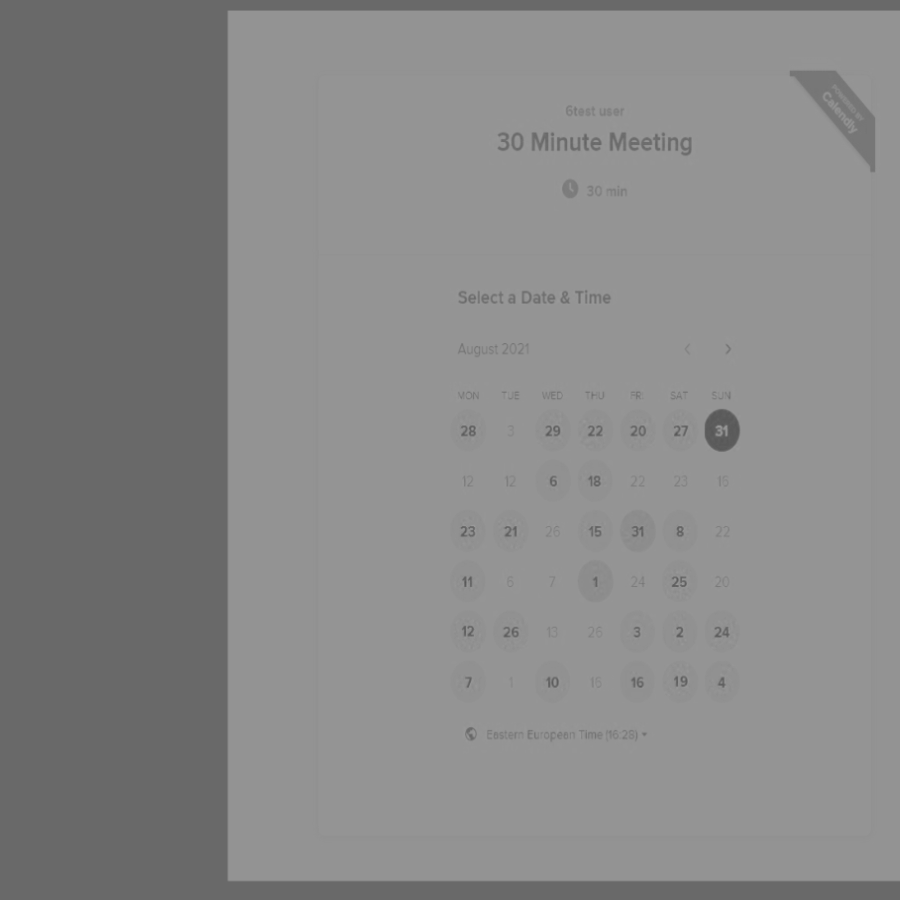 POWERED BY
Calendly
6test user
30 Minute Meeting
30 min
Select a Date & Time
August 2021
MON TUE WED THU FRI SAT SUN
28 3 29 22 20 27 31
12 12 6 18 22 23 15
23 21 26 15 31 8 22
11 6 7 1 24 25 20
12 26 13 26 3 2 24
7 1 10 16 16 19 4
Eastern European Time (16:28)